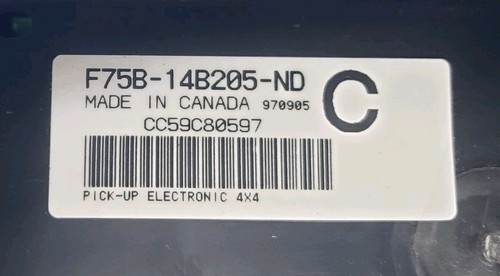 F75B-14B205-ND C
MADE IN CANADA 970905
CC59C80597
PICK-UP ELECTRONIC 4X4